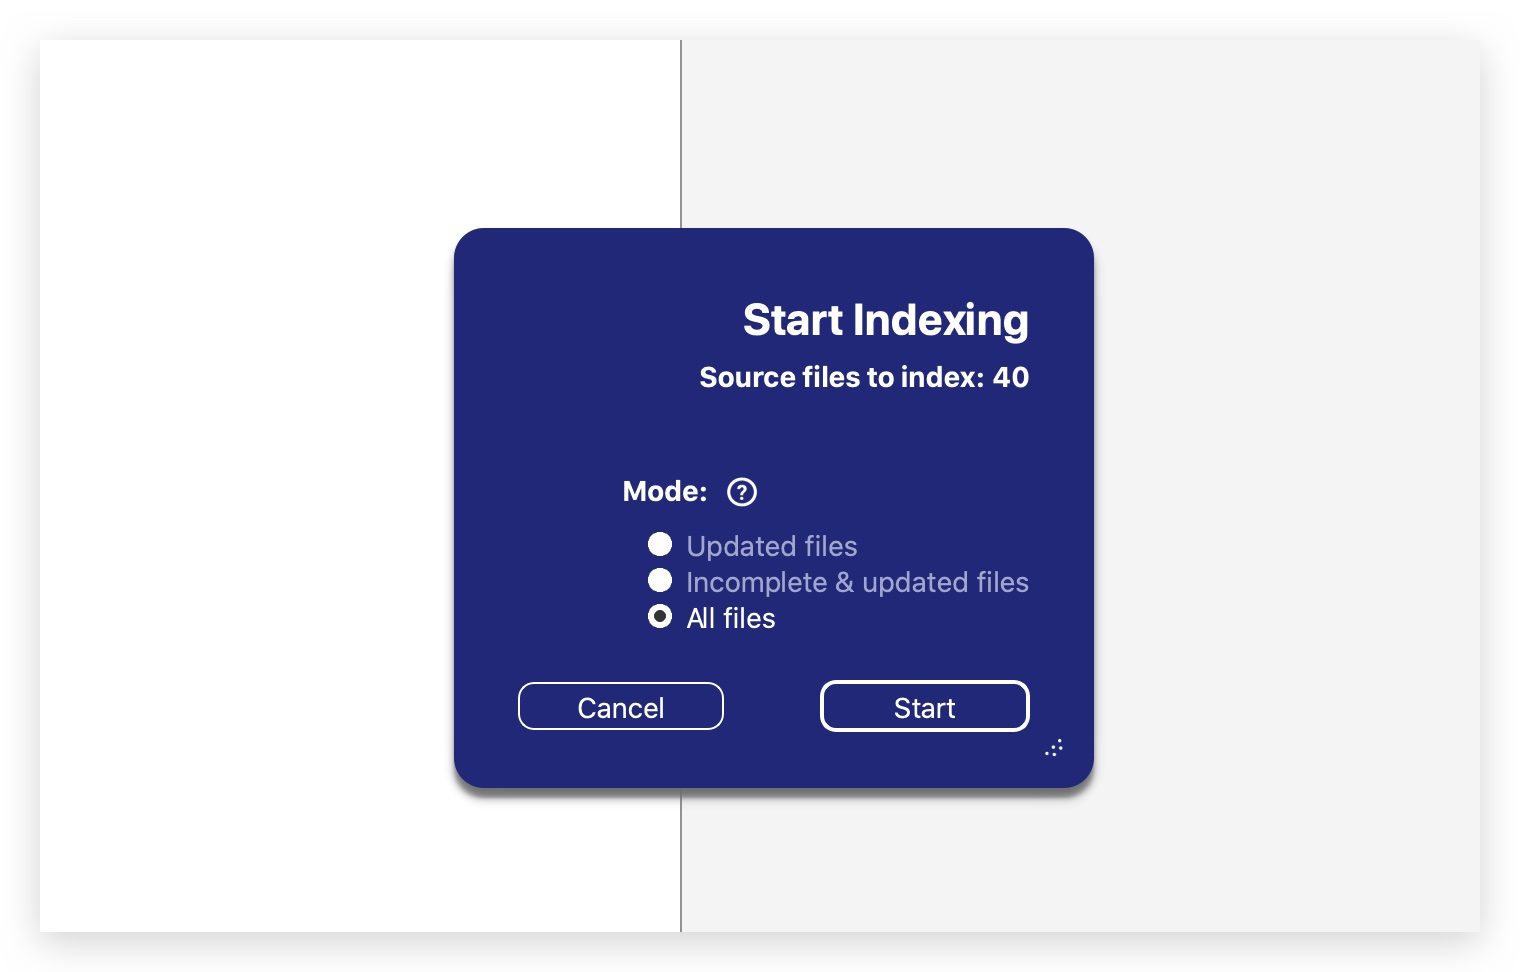 Start Indexing
Source files to index: 40
Mode: ?
Updated files
Incomplete & updated files
All files
Cancel Start